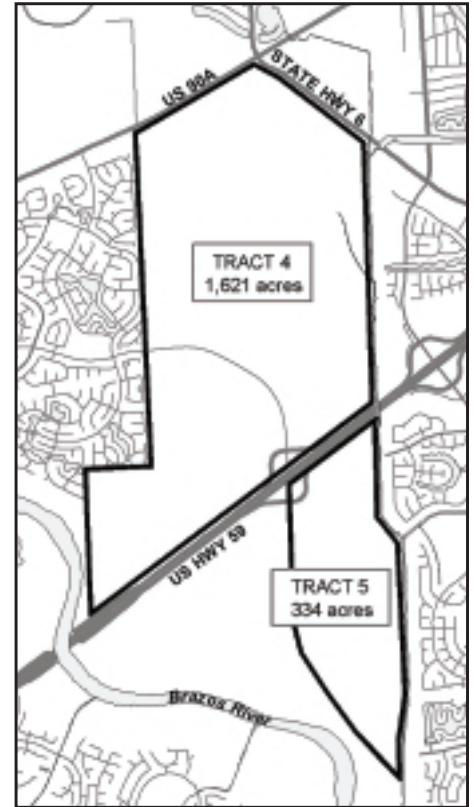 US 90A
STATE HWY 6
TRACT 4
1,621 acres
US HWY 59
TRACT 5
334 acres
Brazos River